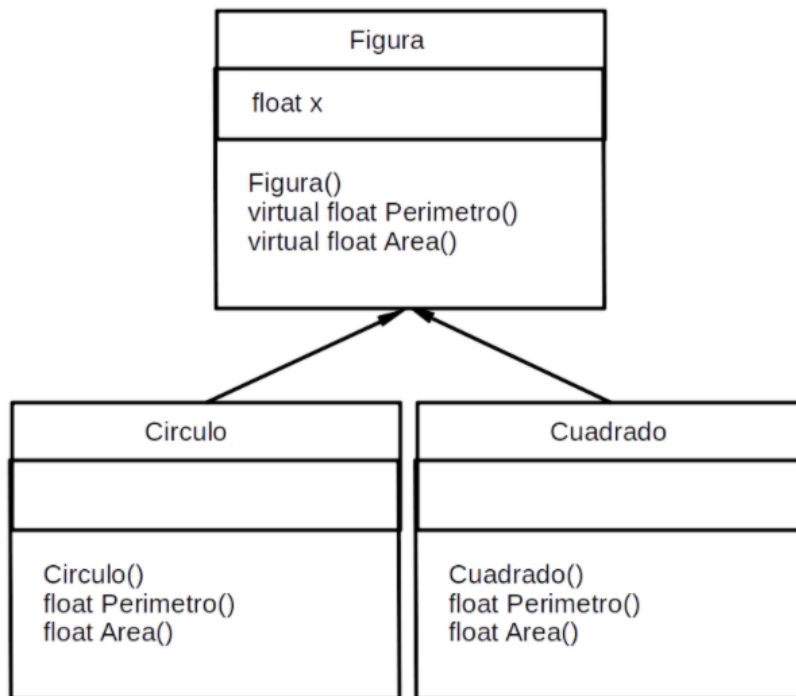 Figura
float x
Figura()
virtual float Perimetro()
virtual float Area()
Circulo
Circulo()
float Perimetro()
float Area()
Cuadrado
Cuadrado()
float Perimetro()
float Area()